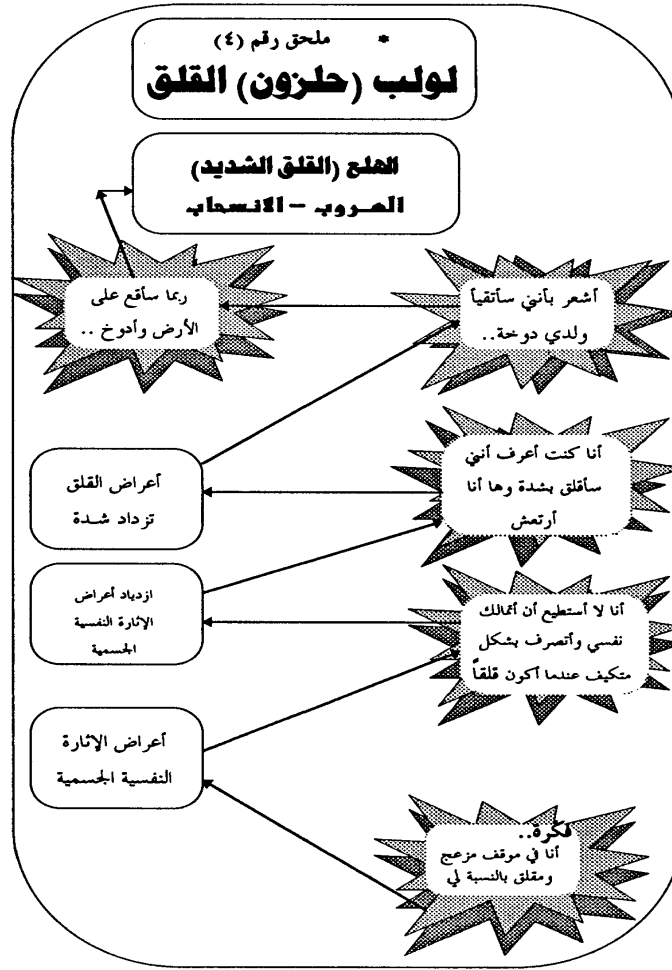 * ملحق رقم (٤)
لولب (حلزون) القلق
الهلع (القلق الشديد)
الهروب – الانسحاب
أشعر بأنني سأتقيأ
ولدي دوخة..
ربما سأقع على
الأرض وأدوخ ..
أنا كنت أعرف أنني
سأقلق بشدة وها أنا
أرتعش
أعراض القلق
تزداد شدة
أنا لا أستطيع أن أتمالك
نفسي وأتصرف بشكل
متكيف عندما أكون قلقاً
ازدياد أعراض
الإثارة النفسية
الجسمية
أعراض الإثارة
النفسية الجسمية
فكرة..
أنا في موقف مزعج
ومقلق بالنسبة لي